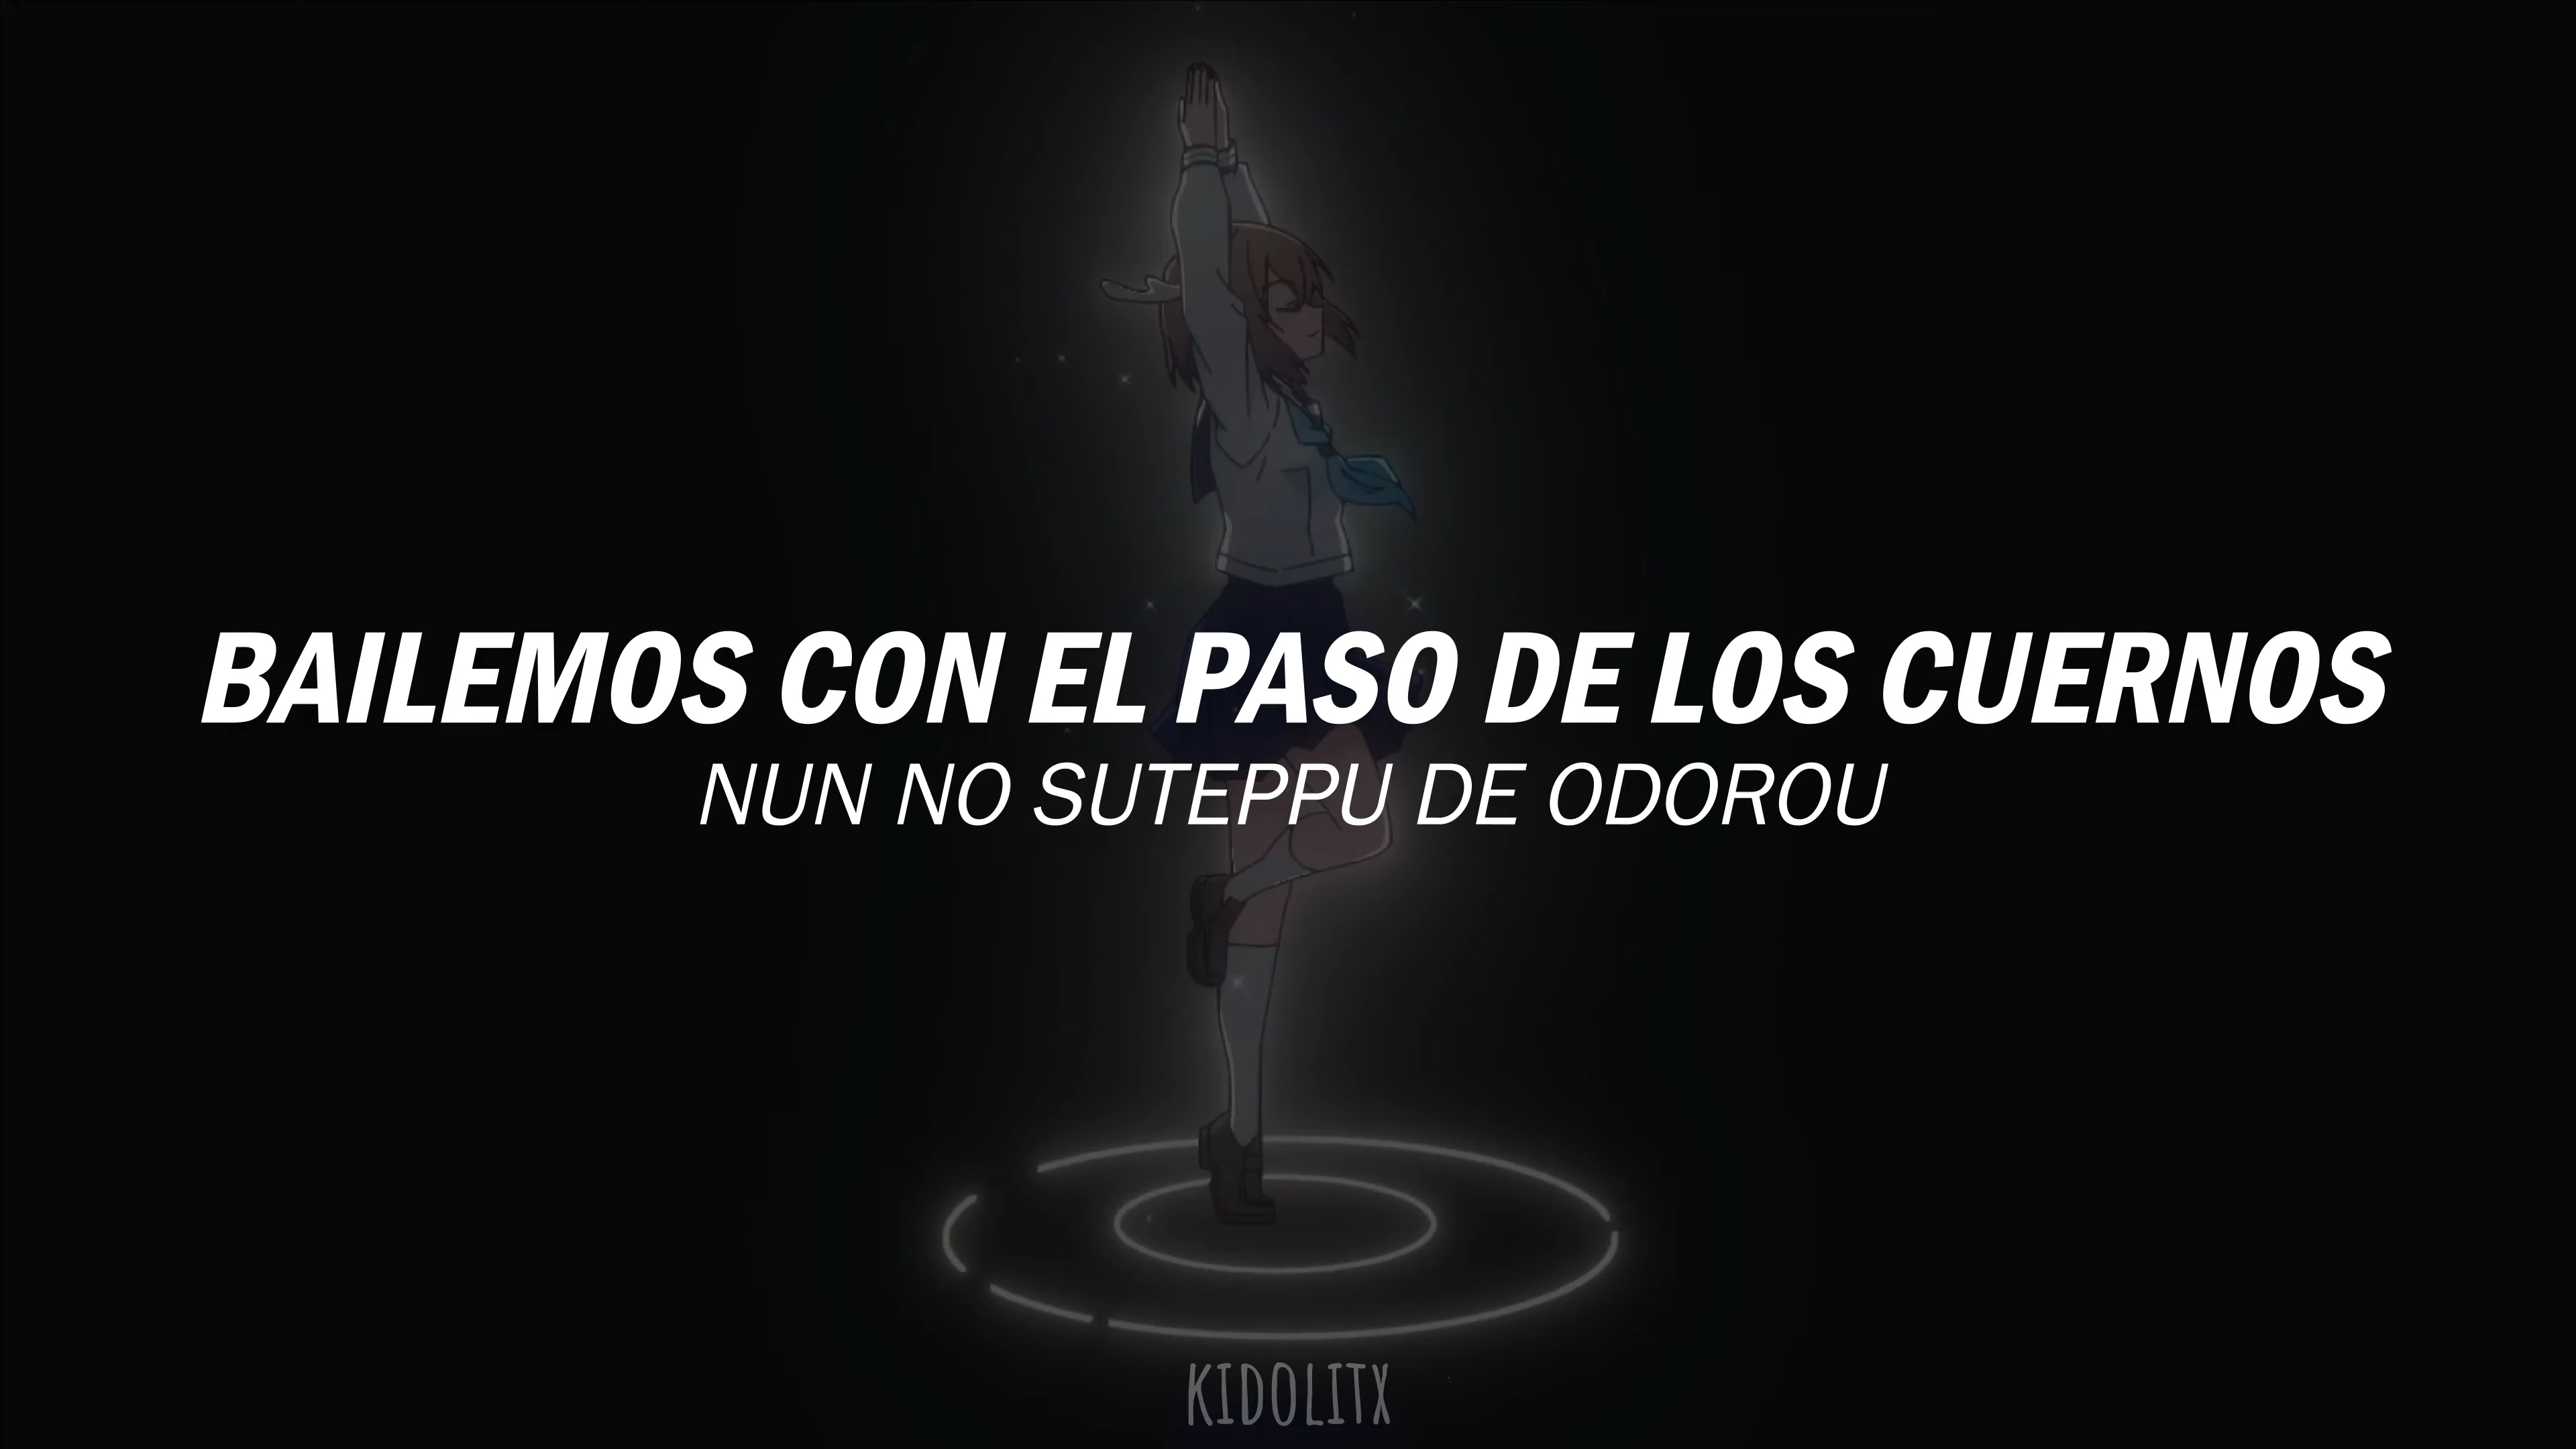 BAILEMOS CON EL PASO DE LOS CUERNOS
NUN NO SUTEPPU DE ODOROU
KIDOLITX